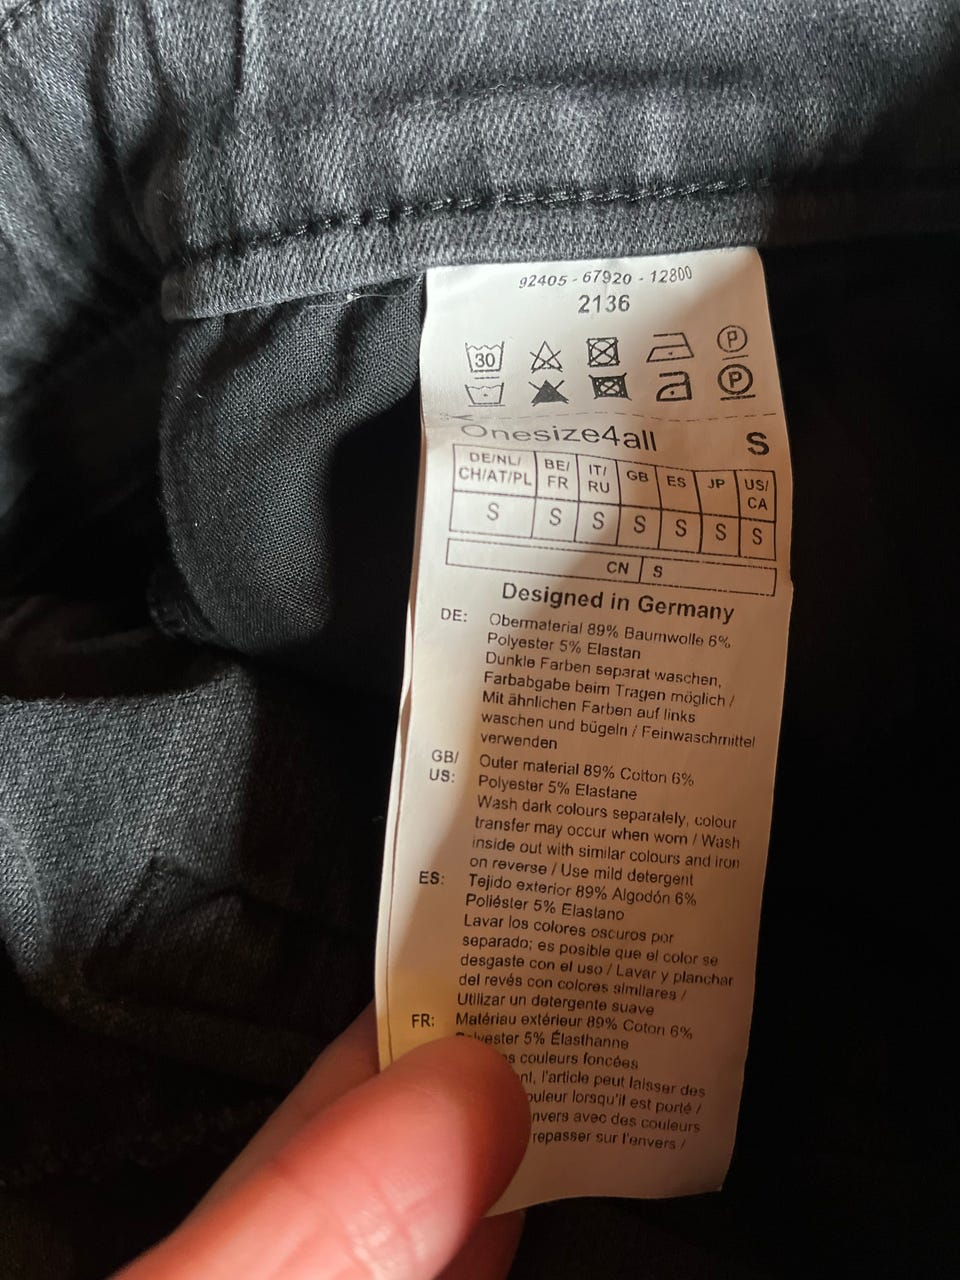 92405 - 67920 - 12800
2136
30 P
P
Onesize4all S
DE/NL/ CH/AT/PL BE/ FR IT/ RU GB ES JP US/ CA
S S S S S S S
CN S
Designed in Germany
DE: Obermaterial 89% Baumwolle 6%
Polyester 5% Elastan
Dunkle Farben separat waschen,
Farbabgabe beim Tragen möglich /
Mit ähnlichen Farben auf links
waschen und bügeln / Feinwaschmittel
verwenden
GB/ US: Outer material 89% Cotton 6%
Polyester 5% Elastane
Wash dark colours separately, colour
transfer may occur when worn / Wash
inside out with similar colours and iron
on reverse / Use mild detergent
ES: Tejido exterior 89% Algodón 6%
Poliéster 5% Elastano
Lavar los colores oscuros por
separado; es posible que el color se
desgaste con el uso / Lavar y planchar
del revés con colores similares /
Utilizar un detergente suave
FR: Matériau extérieur 89% Coton 6%
Polyester 5% Élasthanne
couleurs foncées
l'article peut laisser des
lorsqu'il est porté /
avec des couleurs
repasser sur l'envers /